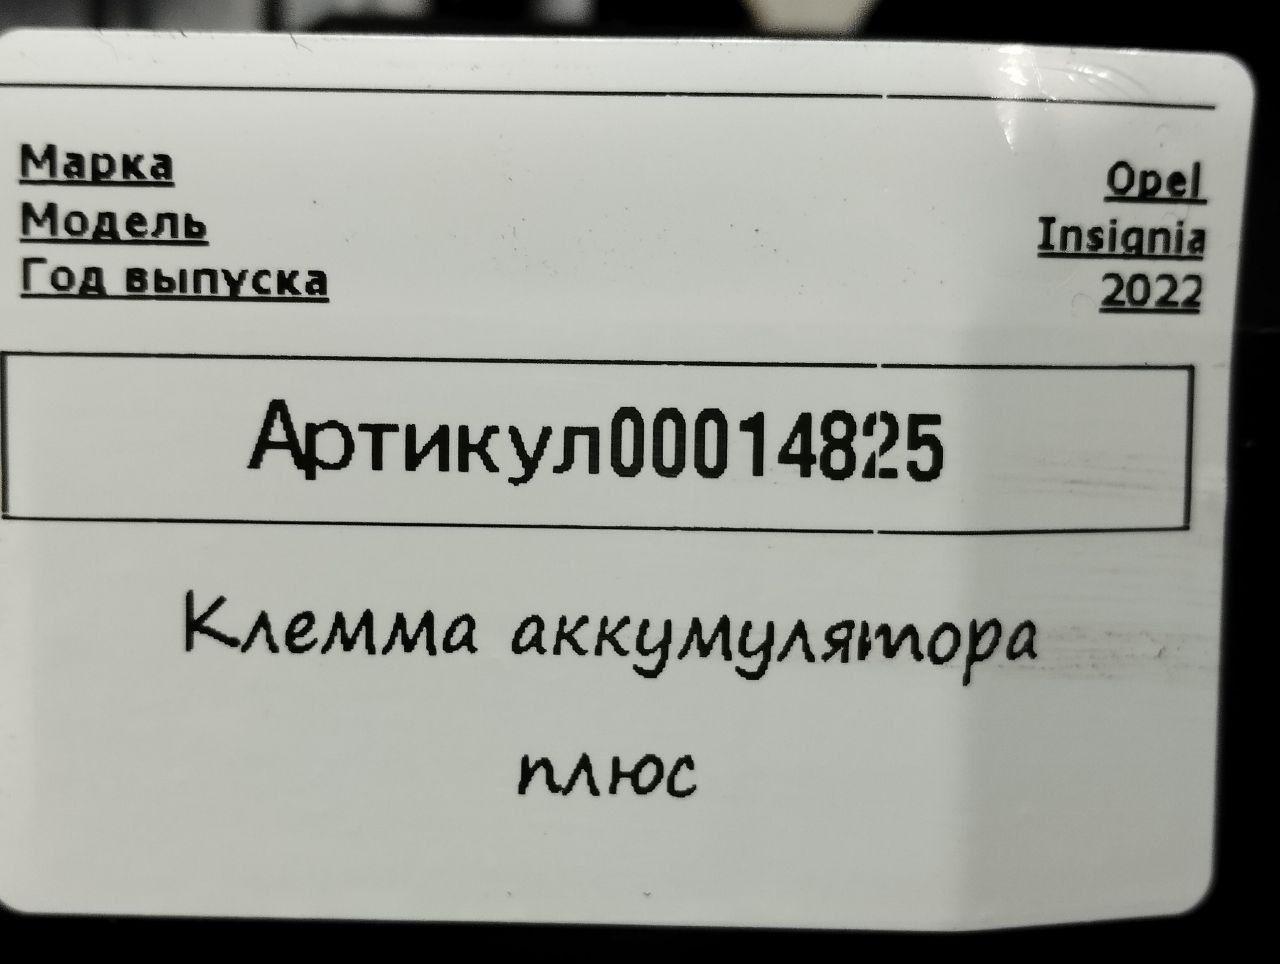 Марка Opel
Модель Insignia
Год выпуска 2022
Артикул00014825
Клемма аккумулятора
плюс